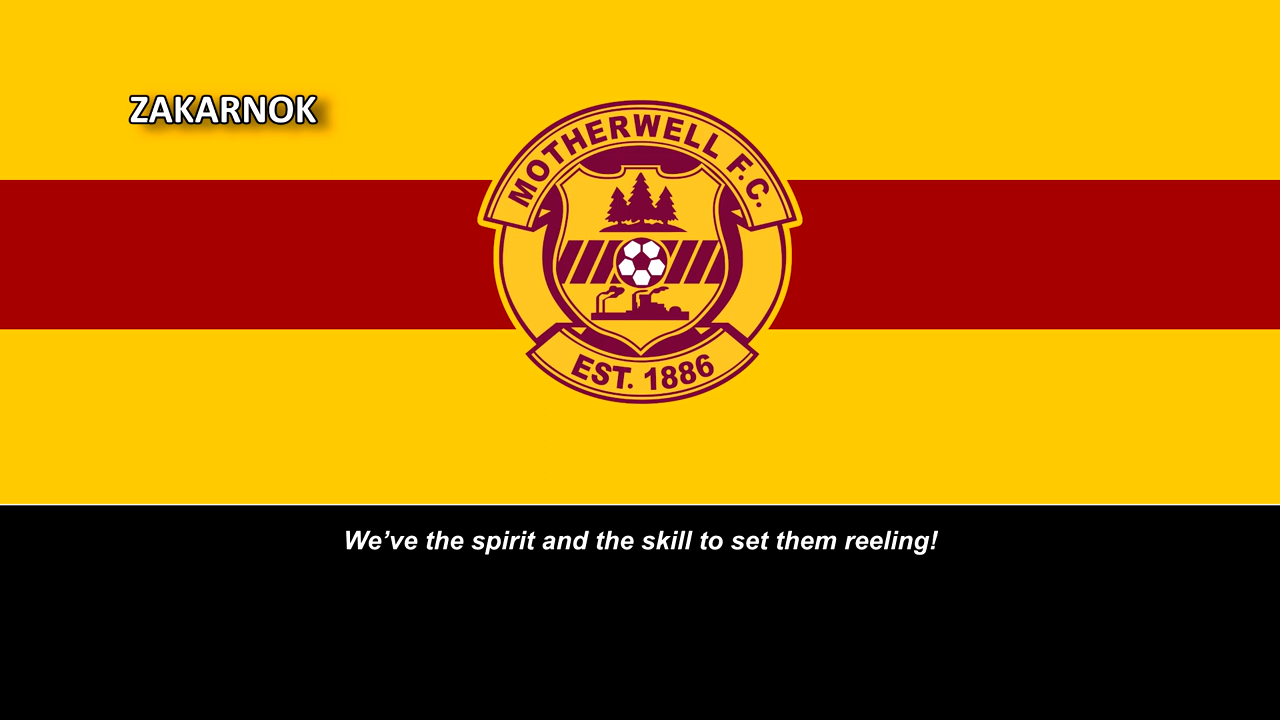 ZAKARNOK
MOTHERWELL F.C.
EST. 1886
We’ve the spirit and the skill to set them reeling!